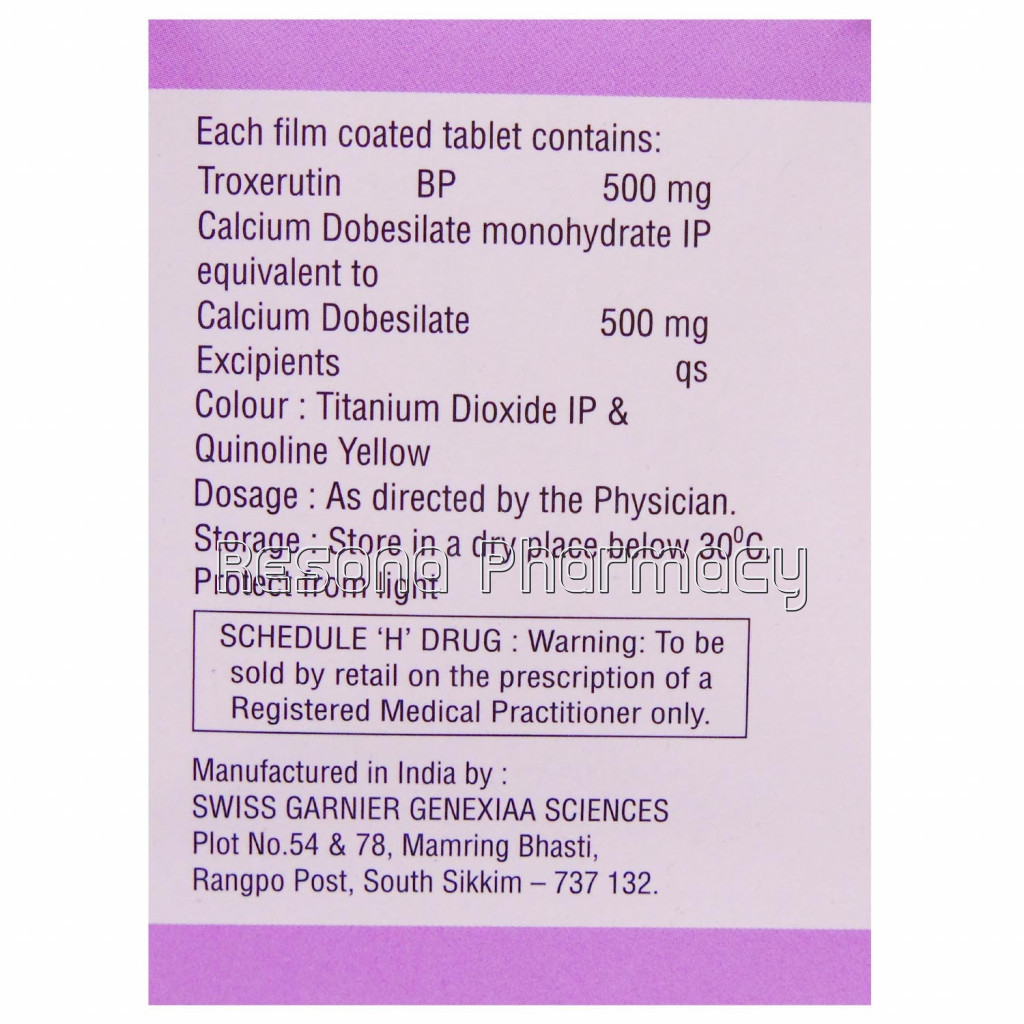 Each film coated tablet contains:
Troxerutin BP 500 mg
Calcium Dobesilate monohydrate IP
equivalent to
Calcium Dobesilate 500 mg
Excipients qs
Colour : Titanium Dioxide IP &
Quinoline Yellow
Dosage : As directed by the Physician.
Storage : Store in a dry place below 30⁰C.
Resona Pharmacy
Protect from light
SCHEDULE ‘H’ DRUG : Warning: To be
sold by retail on the prescription of a
Registered Medical Practitioner only.
Manufactured in India by :
SWISS GARNIER GENEXIAA SCIENCES
Plot No.54 & 78, Mamring Bhasti,
Rangpo Post, South Sikkim – 737 132.